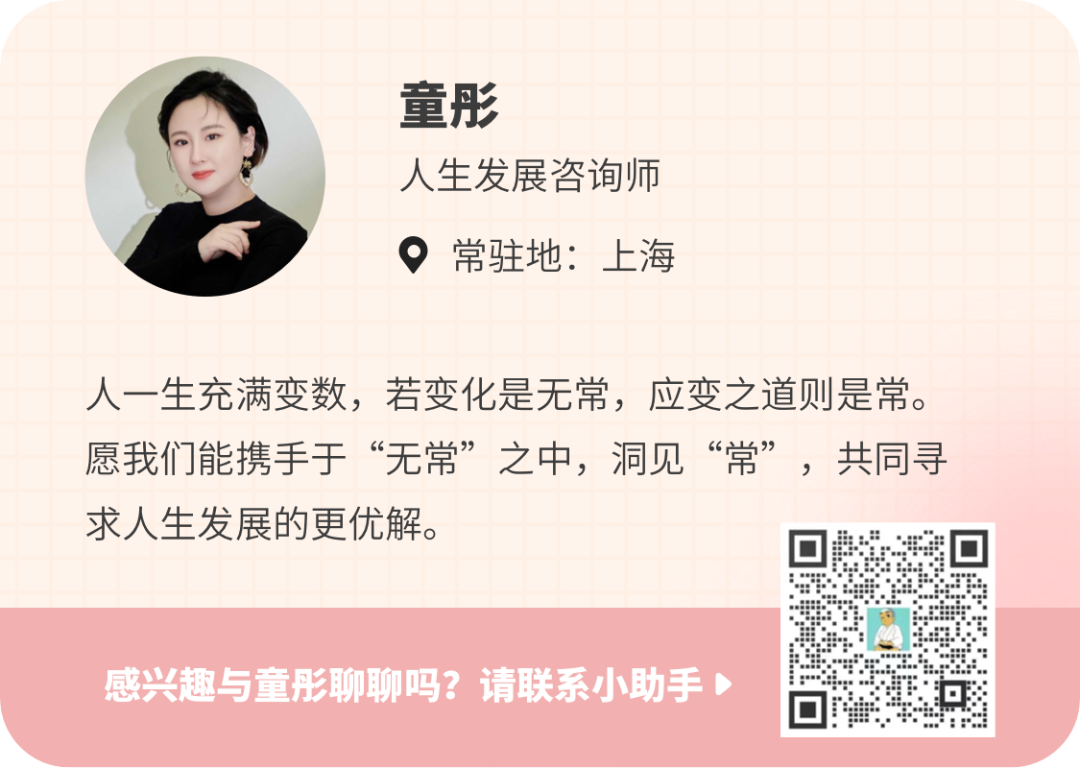 童彤
人生发展咨询师
常驻地：上海
人一生充满变数，若变化是无常，应变之道则是常。
愿我们能携手于“无常”之中，洞见“常”，共同寻
求人生发展的更优解。
感兴趣与童彤聊聊吗？请联系小助手